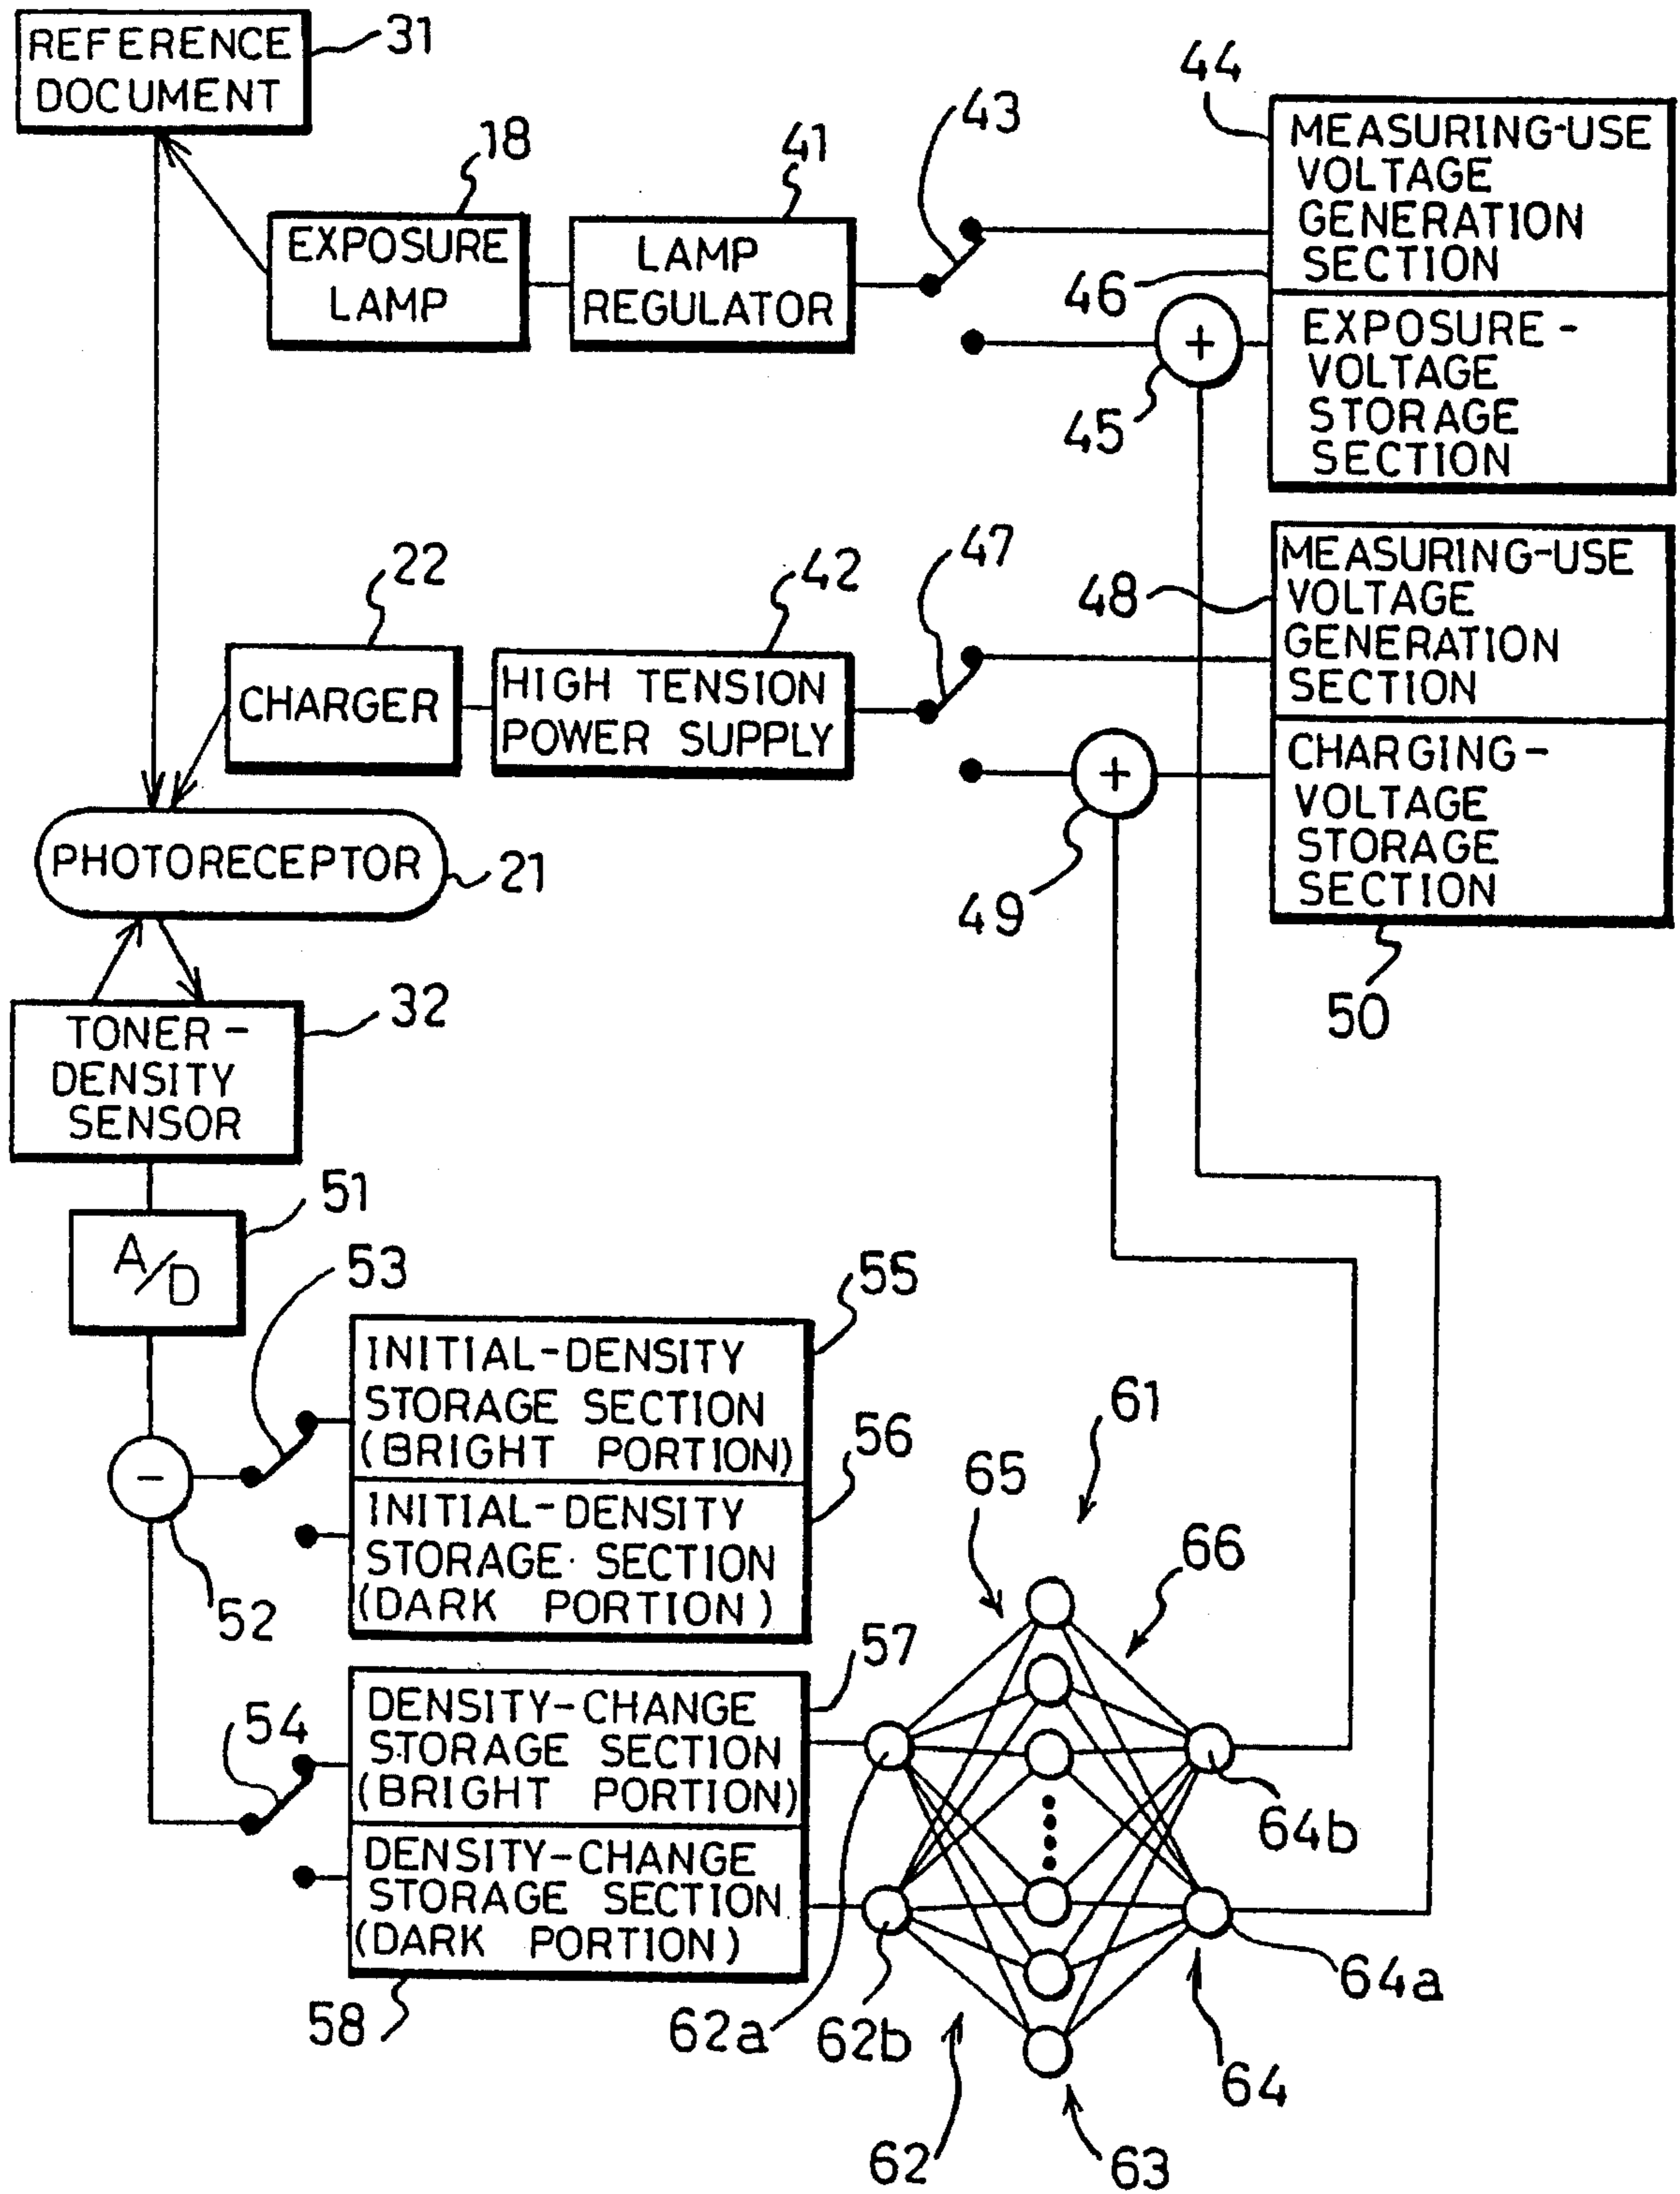 REFERENCE
DOCUMENT
31
18
41
43
44
EXPOSURE
LAMP
LAMP
REGULATOR
MEASURING-USE
VOLTAGE
GENERATION
SECTION
46
+
45
EXPOSURE-
VOLTAGE
STORAGE
SECTION
22
42
47
48
CHARGER
HIGH TENSION
POWER SUPPLY
MEASURING-USE
VOLTAGE
GENERATION
SECTION
+
49
CHARGING-
VOLTAGE
STORAGE
SECTION
50
PHOTORECEPTOR
21
TONER-
DENSITY
SENSOR
32
A/D
51
53
55
INITIAL-DENSITY
STORAGE SECTION
(BRIGHT PORTION)
56
-
52
INITIAL-DENSITY
STORAGE SECTION
(DARK PORTION)
57
54
DENSITY-CHANGE
STORAGE SECTION
(BRIGHT PORTION)
DENSITY-CHANGE
STORAGE SECTION
(DARK PORTION)
58
61
65
66
64b
64a
62a
62b
62
63
64